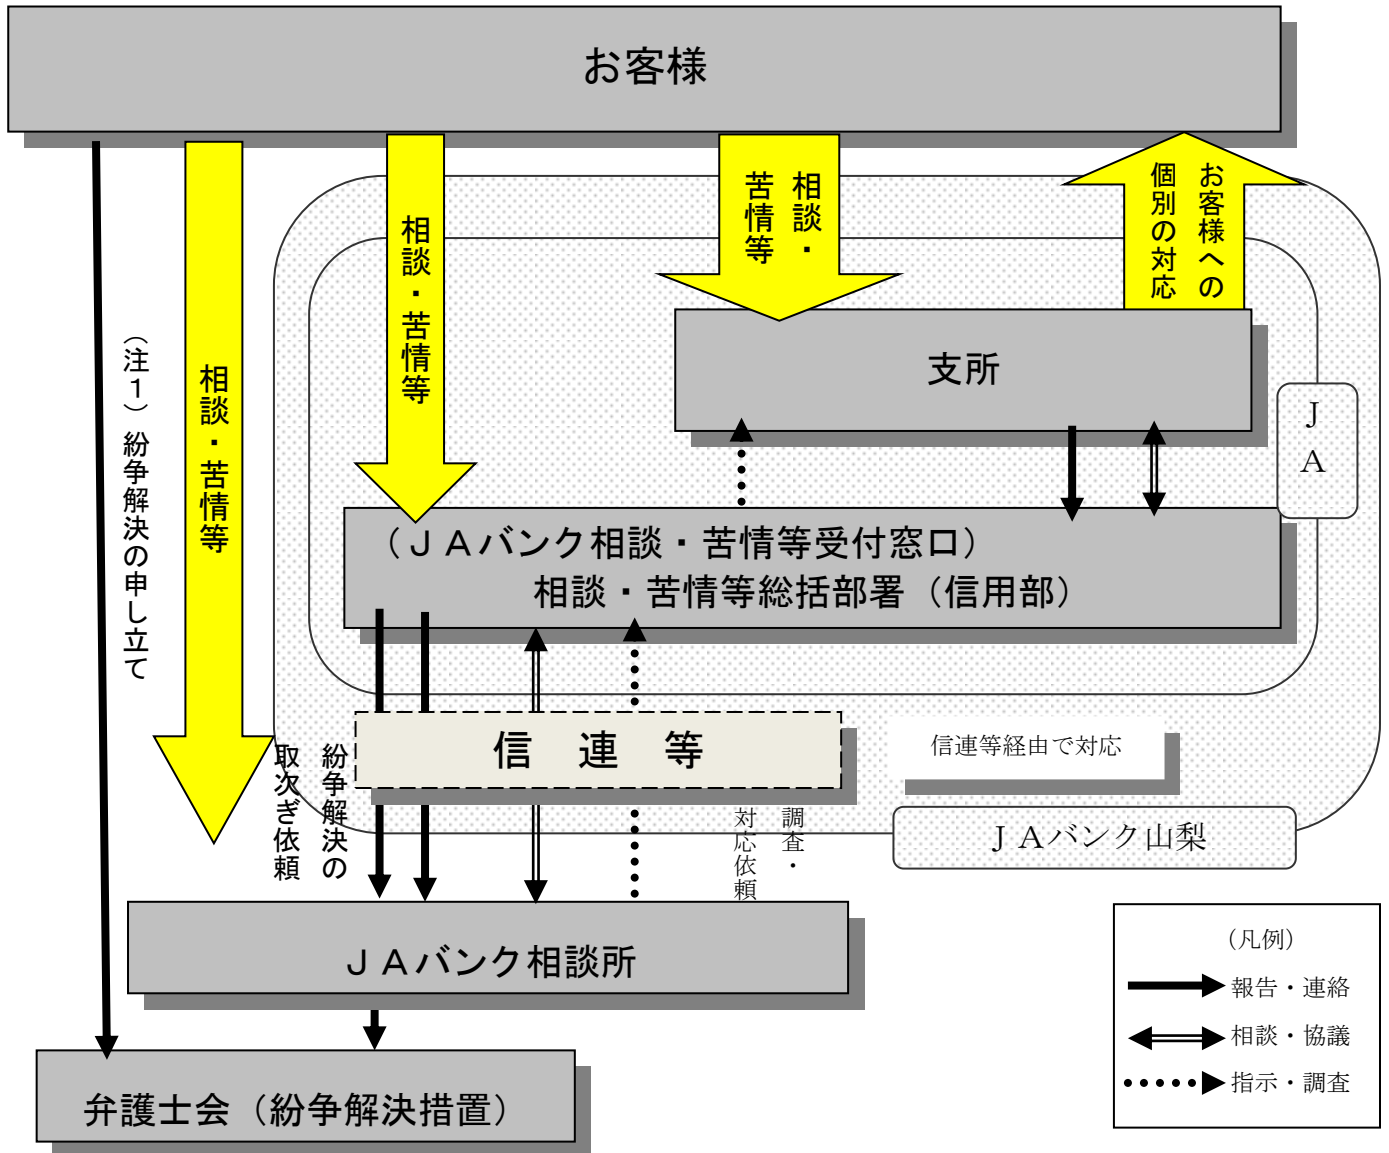 お客様
(注１)紛争解決の申し立て
相談・苦情等
相談・苦情等
相談・
苦情等
お客様への
個別の対応
支所
ＪＡ
(ＪＡバンク相談・苦情等受付窓口)
相談・苦情等総括部署(信用部)
信連等
信連等経由で対応
紛争解決の
取次ぎ依頼
調査・
対応依頼
ＪＡバンク山梨
ＪＡバンク相談所
弁護士会(紛争解決措置)
(凡例)
報告・連絡
相談・協議
指示・調査